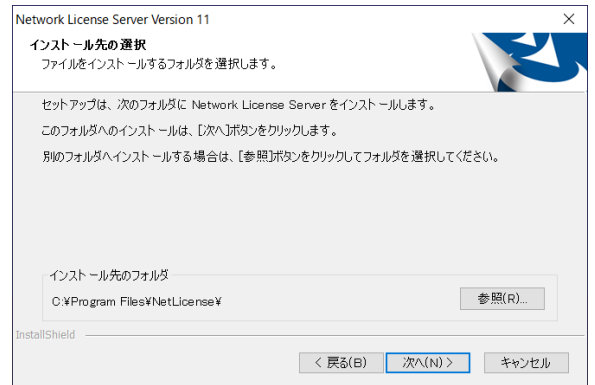 Network License Server Version 11
インストール先の選択
ファイルをインストールするフォルダを選択します。
セットアップは、次のフォルダに Network License Server をインストールします。
このフォルダへのインストールは、[次へ]ボタンをクリックします。
別のフォルダへインストールする場合は、[参照]ボタンをクリックしてフォルダを選択してください。
インストール先のフォルダ
C:¥Program Files¥NetLicense¥
参照(R)...
InstallShield
< 戻る(B)
次へ(N) >
キャンセル